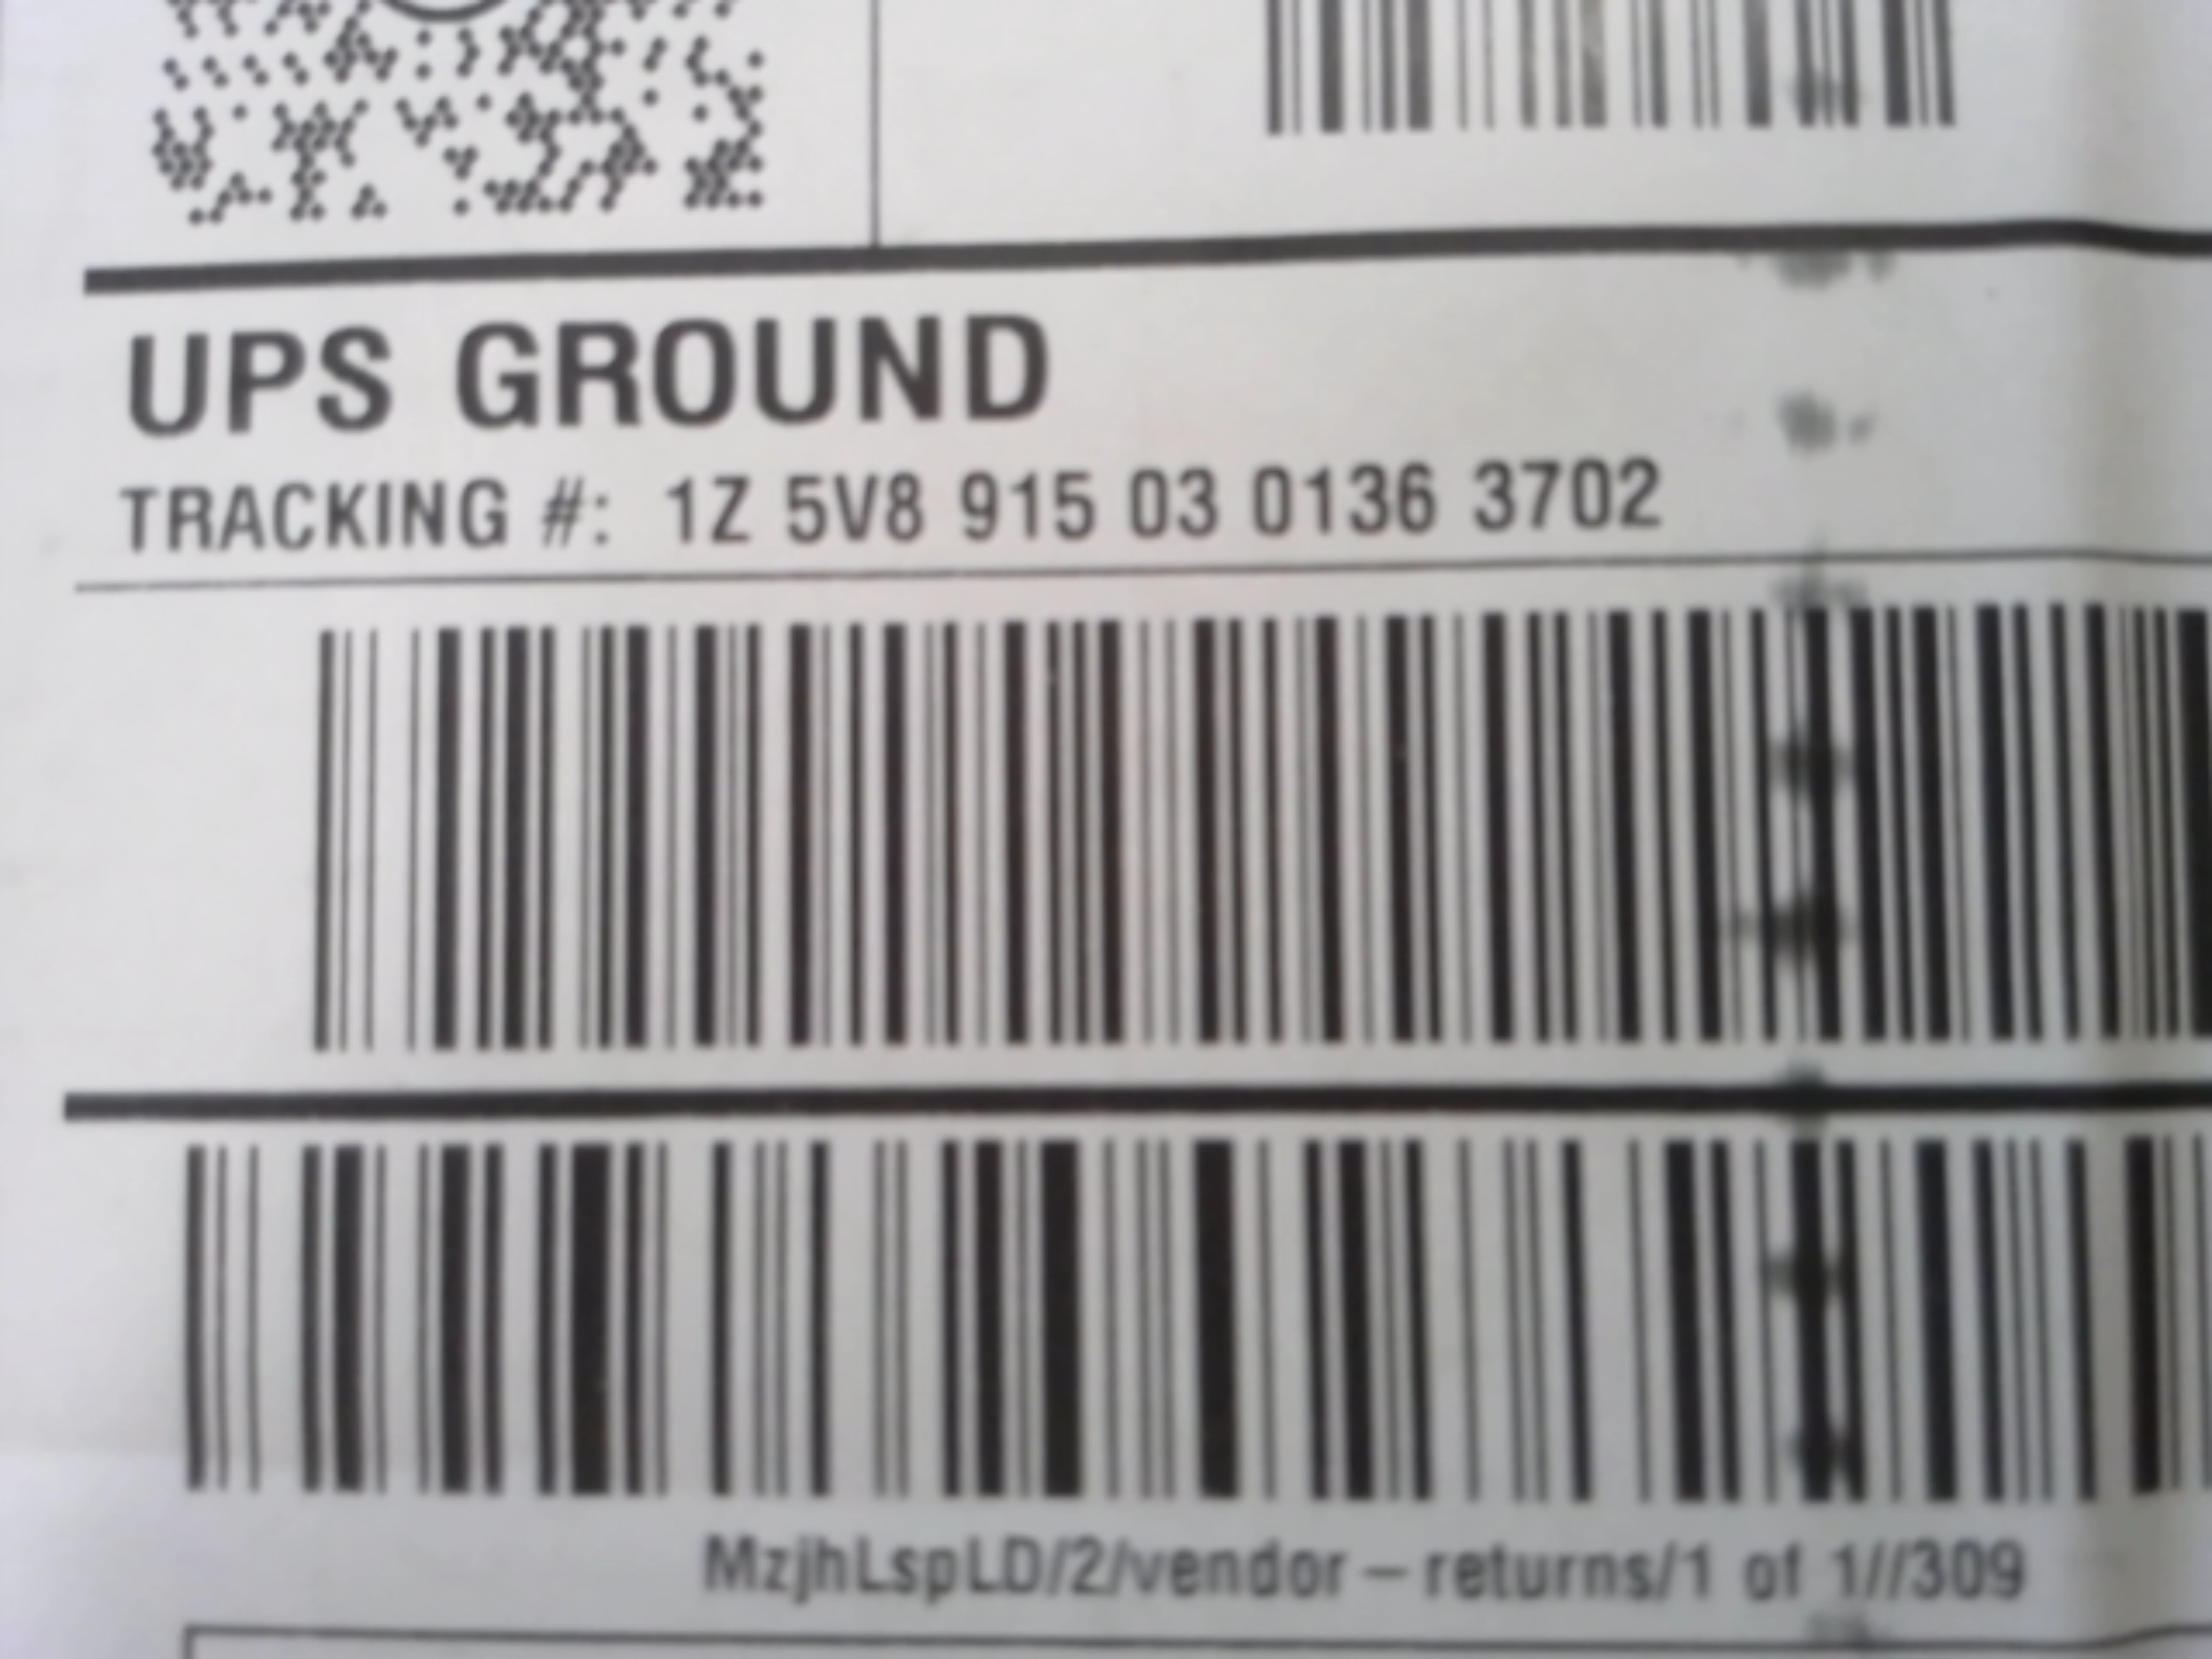 UPS GROUND
TRACKING #: 1Z 5V8 915 03 0136 3702
MzjhLspLD/2/vendor – returns/1 of 1//309